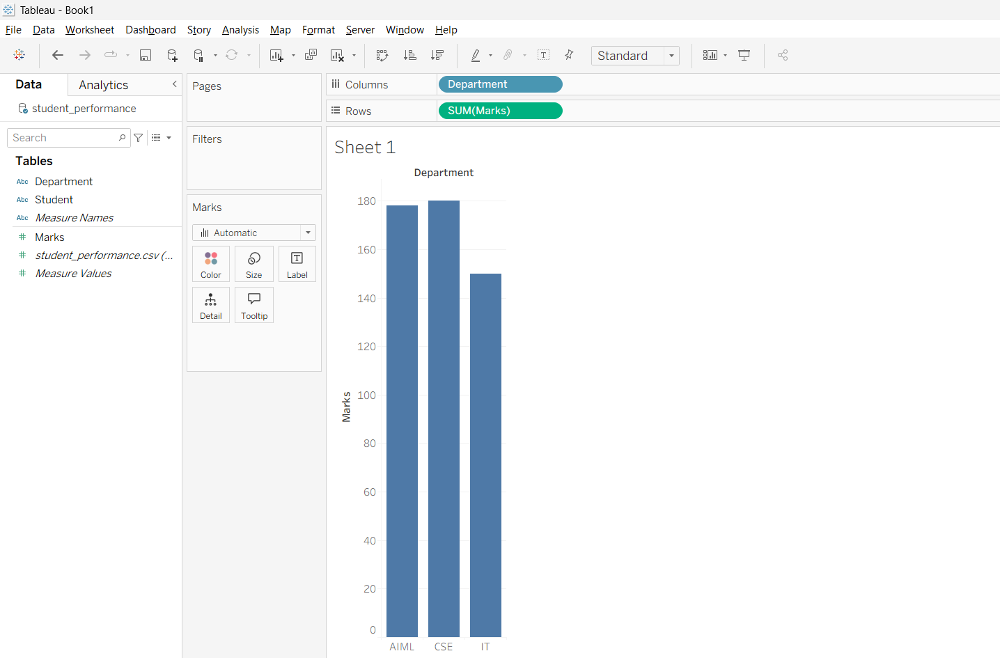 Tableau - Book1
File Data Worksheet Dashboard Story Analysis Map Format Server Window Help
Standard
Data Analytics
student_performance
Search
Tables
Abc Department
Abc Student
Abc Measure Names
Marks
student_performance.csv (...
Measure Values
Pages
Filters
Marks
Automatic
Color Size Label
Detail Tooltip
Columns Department
Rows SUM(Marks)
Sheet 1
Department
180
160
140
120
100
80
60
40
20
0
Marks
AIML CSE IT